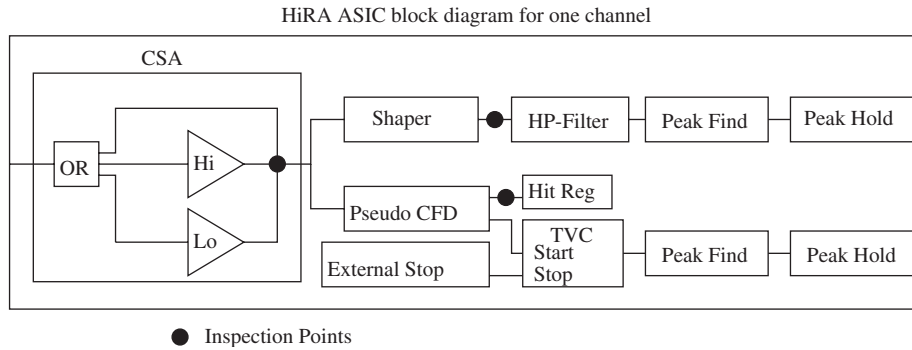 HiRA ASIC block diagram for one channel
CSA
OR
Hi
Lo
Shaper
HP-Filter
Peak Find
Peak Hold
Pseudo CFD
Hit Reg
External Stop
TVC
Start
Stop
Peak Find
Peak Hold
Inspection Points